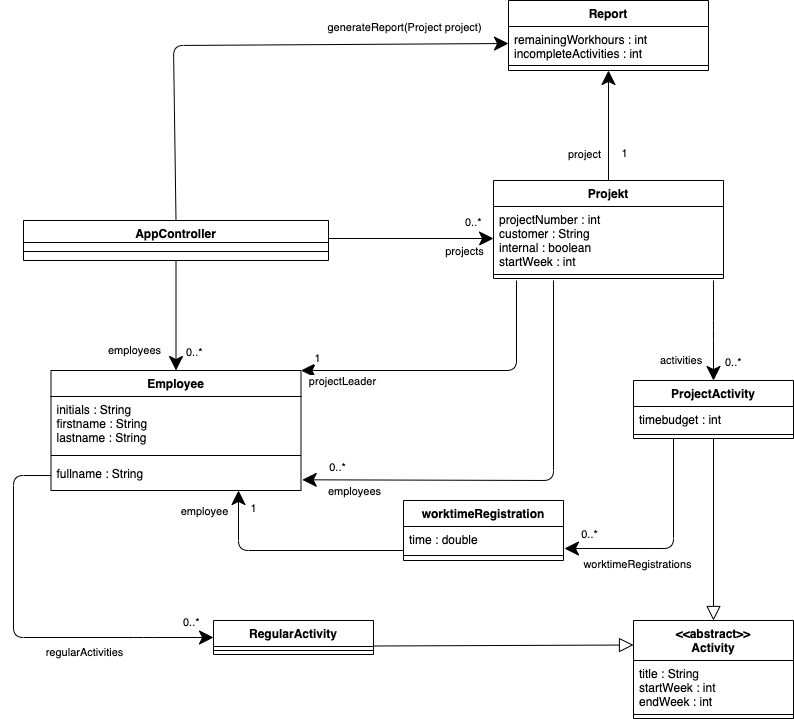 Report
generateReport(Project project)
remainingWorkhours : int
incompleteActivities : int
project
1
Projekt
projectNumber : int
customer : String
internal : boolean
startWeek : int
AppController
0..*
projects
employees
0..*
1
projectLeader
activities
0..*
Employee
initials : String
firstname : String
lastname : String
fullname : String
ProjectActivity
timebudget : int
0..*
employees
employee
1
worktimeRegistration
time : double
0..*
worktimeRegistrations
0..*
regularActivities
RegularActivity
<<abstract>>
Activity
title : String
startWeek : int
endWeek : int